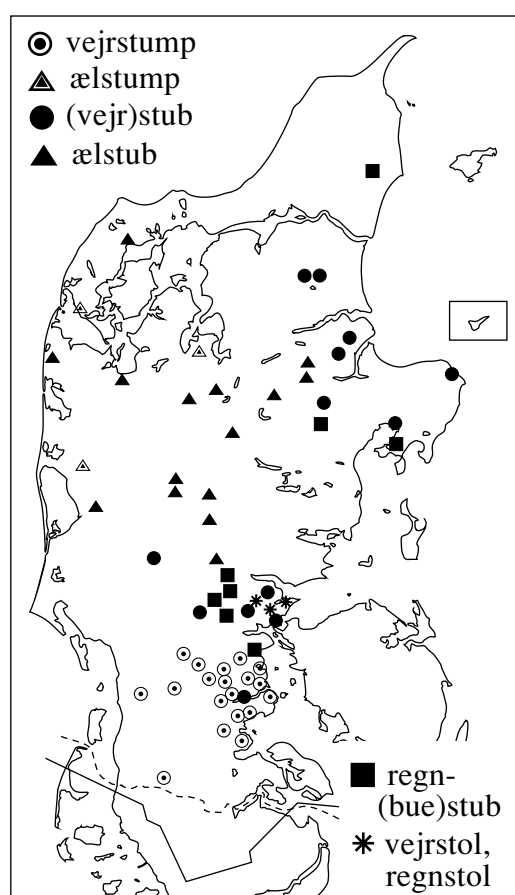 vejrstump
ælstump
(vejr)stub
ælstub
regn-
(bue)stub
vejrstol,
regnstol